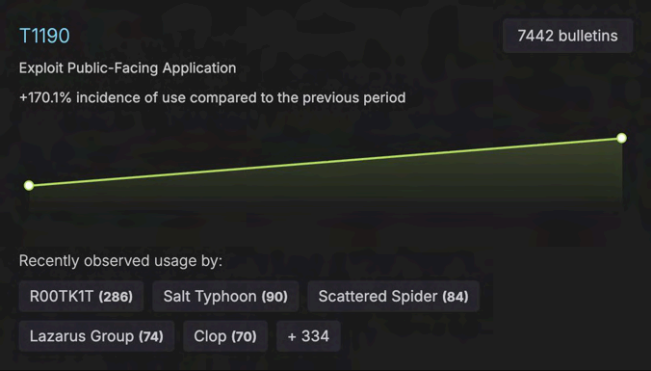 T1190
7442 bulletins
Exploit Public-Facing Application
+170.1% incidence of use compared to the previous period
Recently observed usage by:
R00TK1T (286) Salt Typhoon (90) Scattered Spider (84)
Lazarus Group (74) Clop (70) + 334